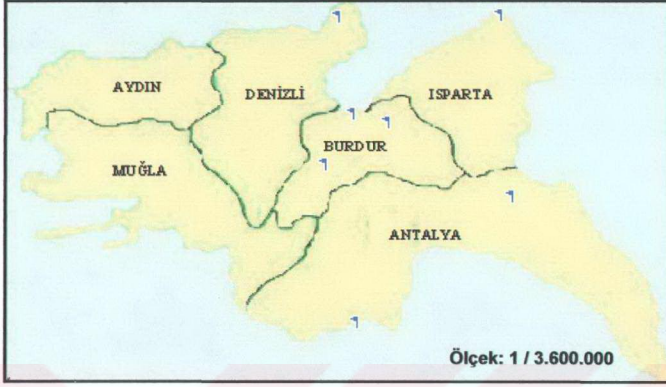 AYDIN
DENİZLİ
ISPARTA
BURDUR
MUĞLA
ANTALYA
Ölçek: 1 / 3.600.000